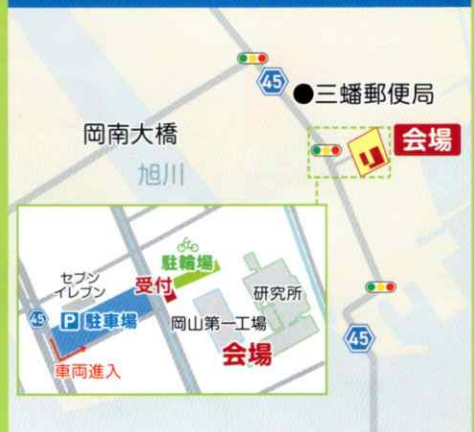 45
●三蟠郵便局
岡南大橋
会場
旭川
駐輪場
セブン
イレブン
受付
研究所
45
P 駐車場
岡山第一工場
会場
車両進入
45